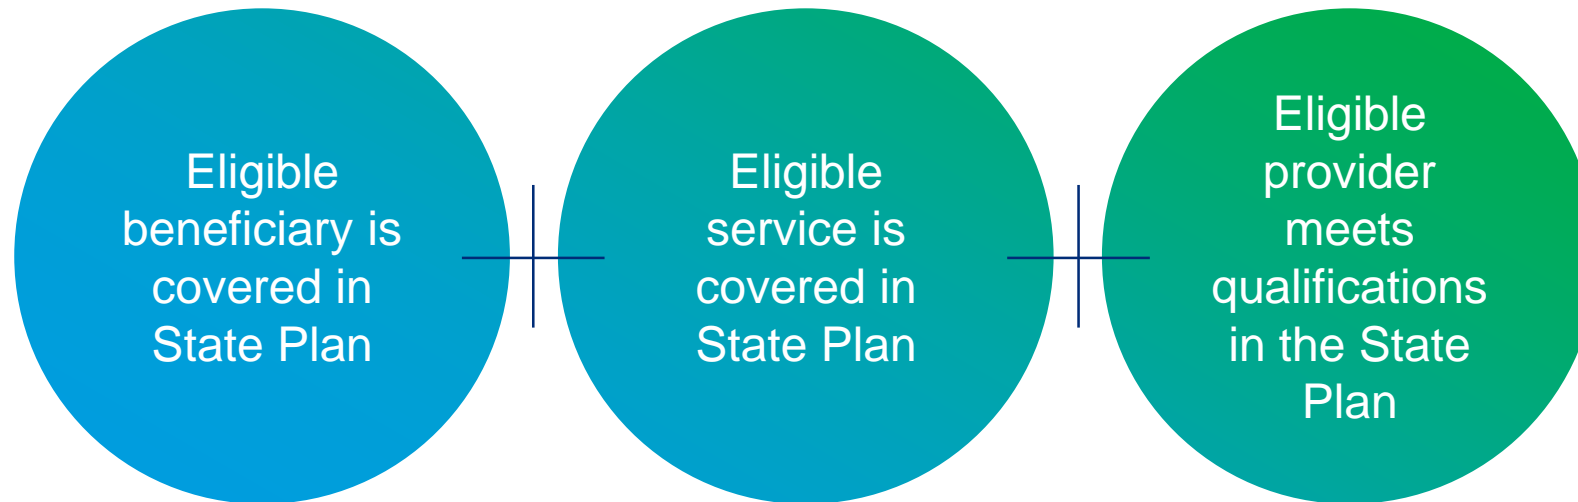 Eligible
beneficiary is
covered in
State Plan
Eligible
service is
covered in
State Plan
Eligible
provider
meets
qualifications
in the State
Plan